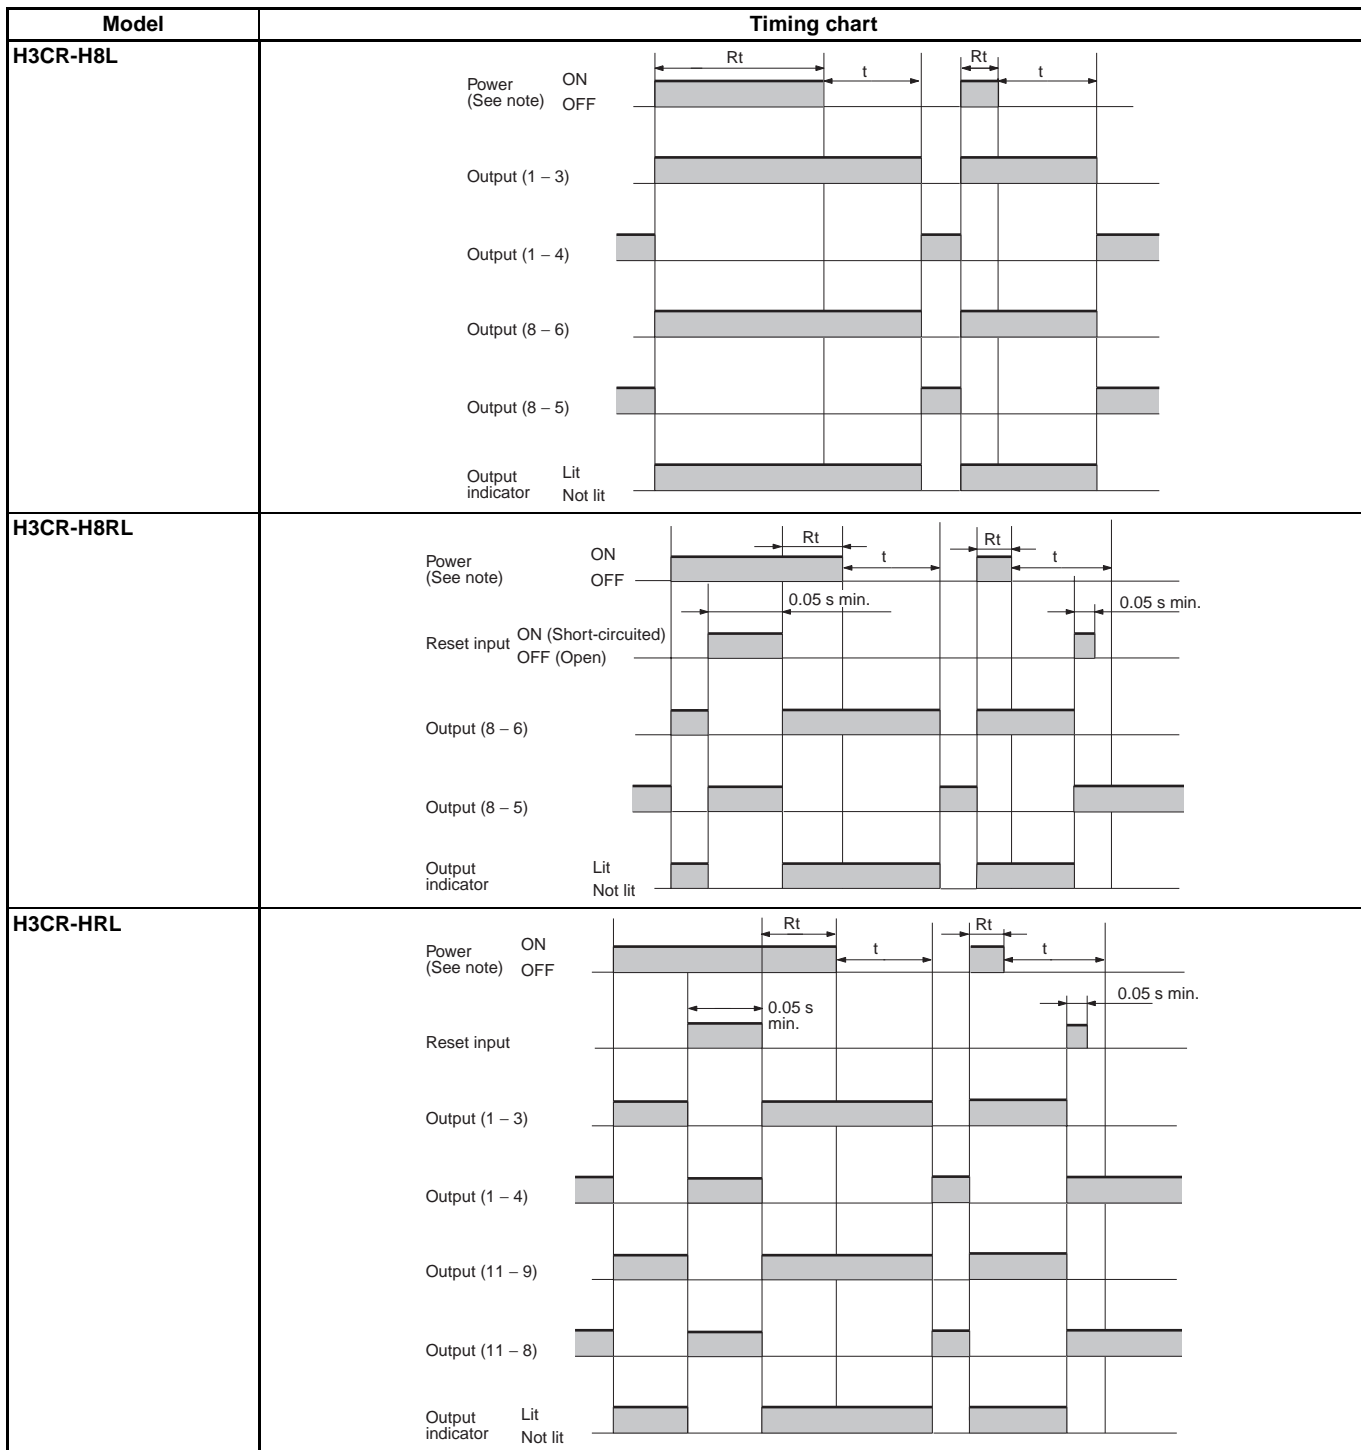 Model Timing chart
H3CR-H8L
Rt Rt
t t
Power ON
(See note) OFF
Output (1 – 3)
Output (1 – 4)
Output (8 – 6)
Output (8 – 5)
Output Lit
indicator Not lit
H3CR-H8RL
Rt Rt
Power ON t t
(See note) OFF
0.05 s min. 0.05 s min.
Reset input ON (Short-circuited)
OFF (Open)
Output (8 – 6)
Output (8 – 5)
Output Lit
indicator Not lit
H3CR-HRL
Rt Rt
Power ON t t
(See note) OFF
0.05 s min.
0.05 s
min.
Reset input
Output (1 – 3)
Output (1 – 4)
Output (11 – 9)
Output (11 – 8)
Output Lit
indicator Not lit